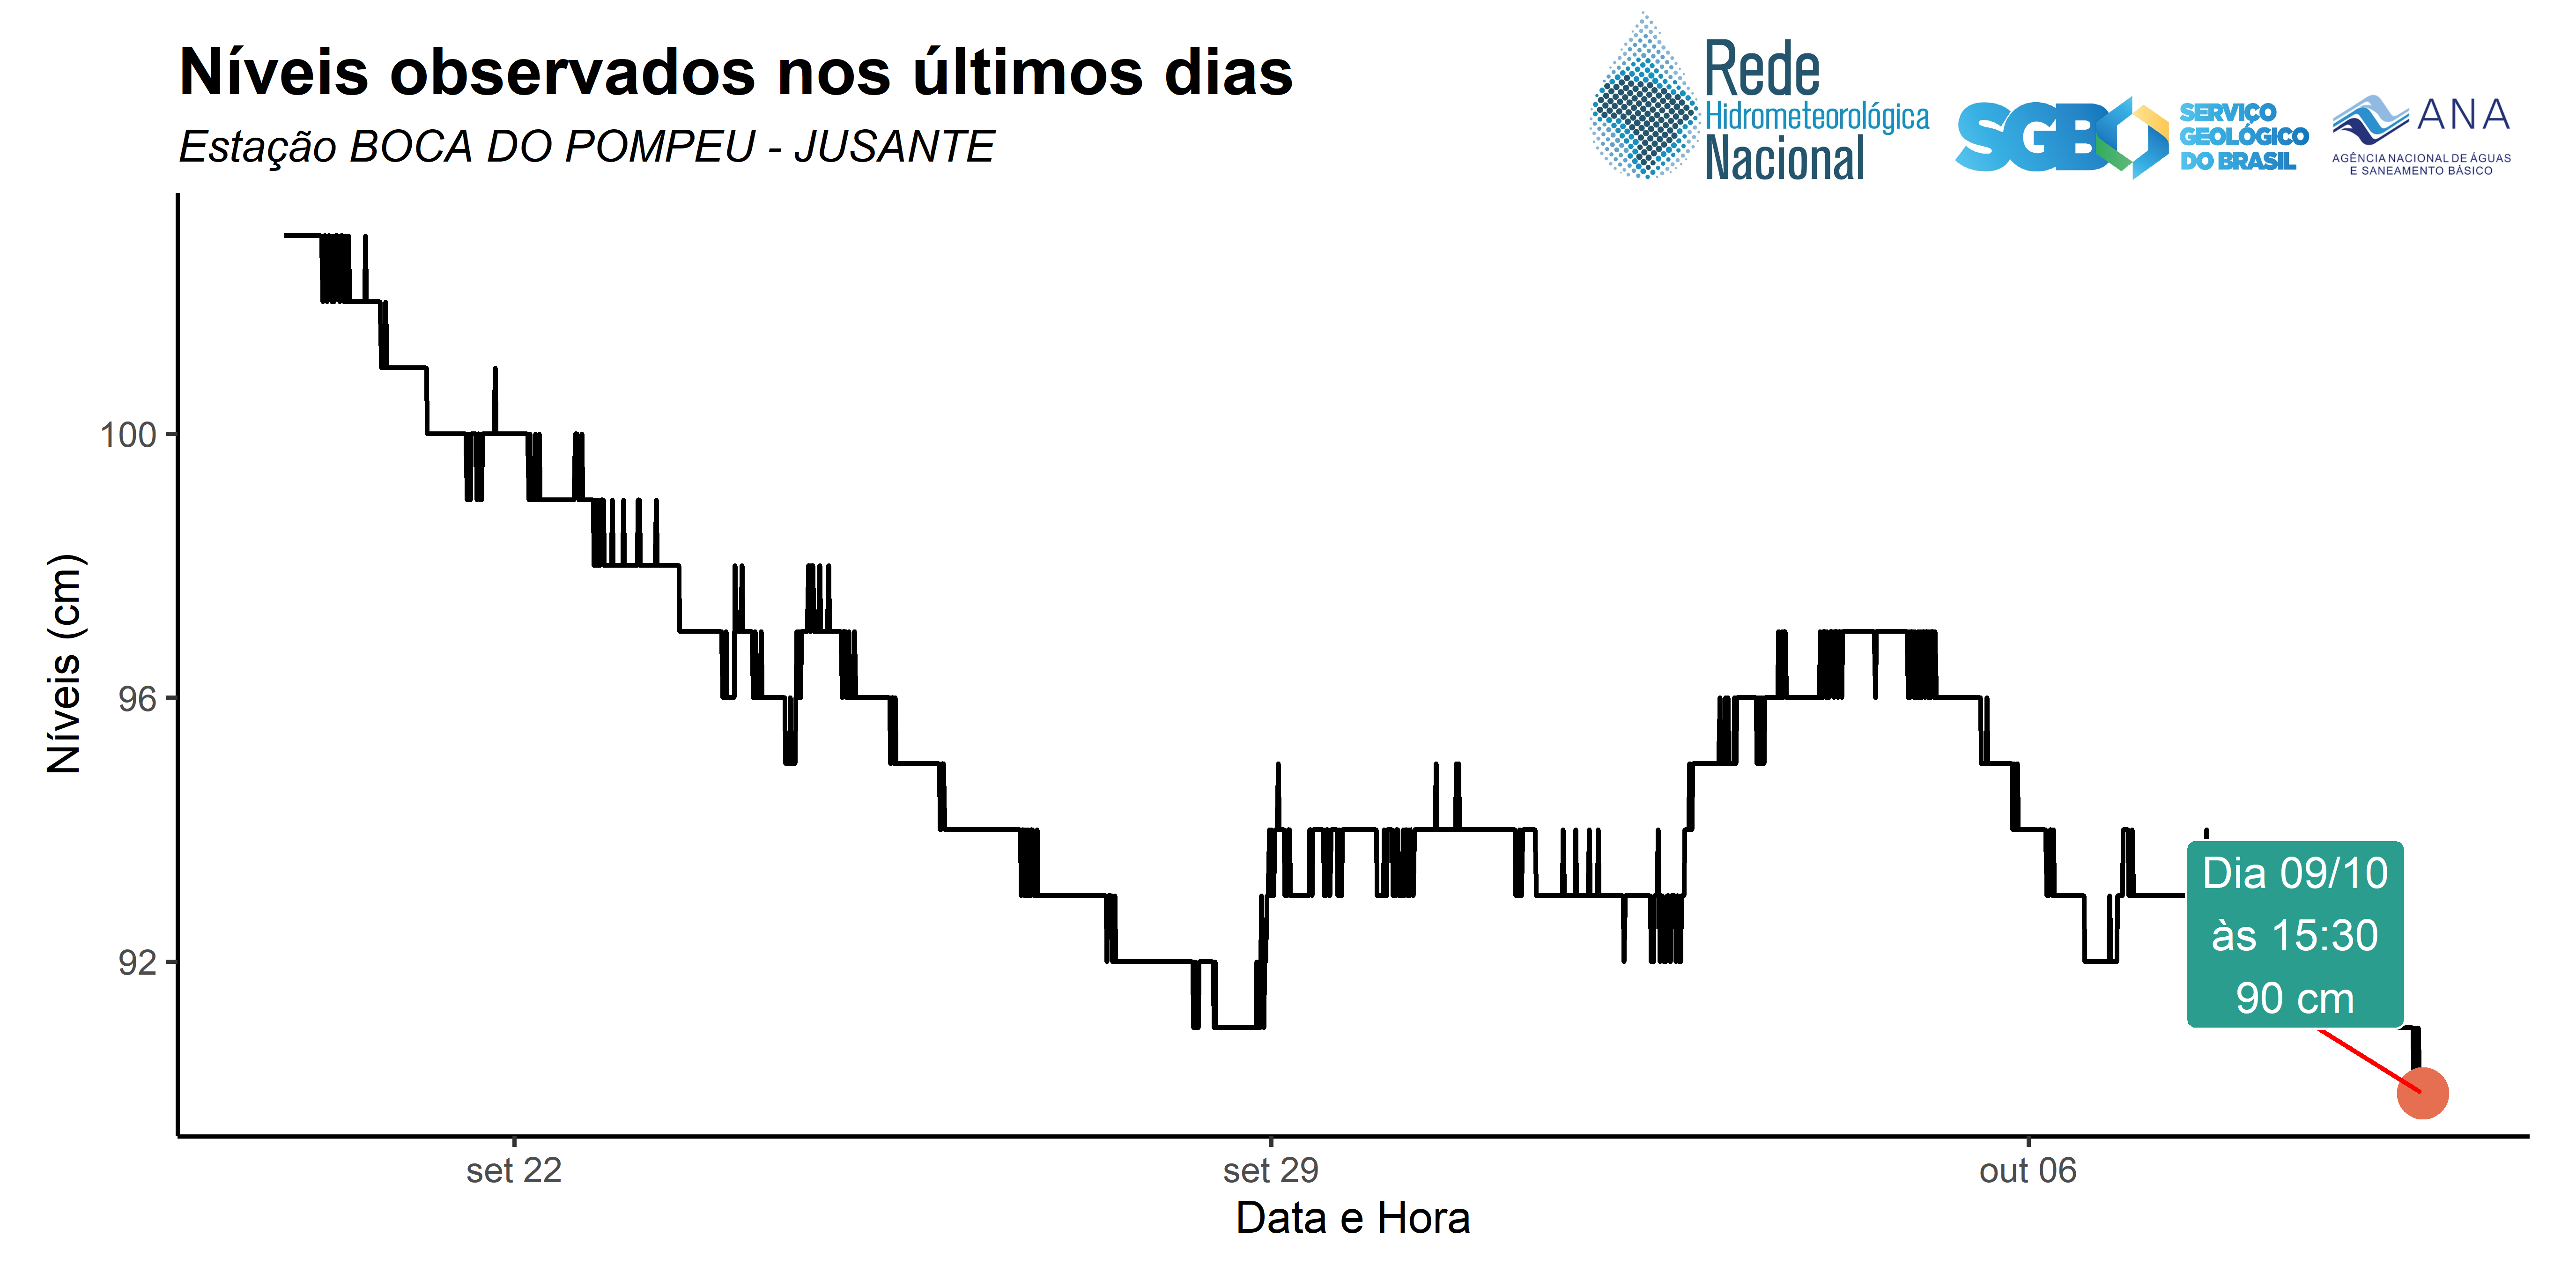 Níveis observados nos últimos dias
Estação BOCA DO POMPEU - JUSANTE
Rede
Hidrometeorológica
Nacional
SGB
SERVIÇO
GEOLÓGICO
DO BRASIL
ANA
AGÊNCIA NACIONAL DE ÁGUAS
E SANEAMENTO BÁSICO
Níveis (cm)
100
96
92
Dia 09/10
às 15:30
90 cm
set 22
set 29
out 06
Data e Hora